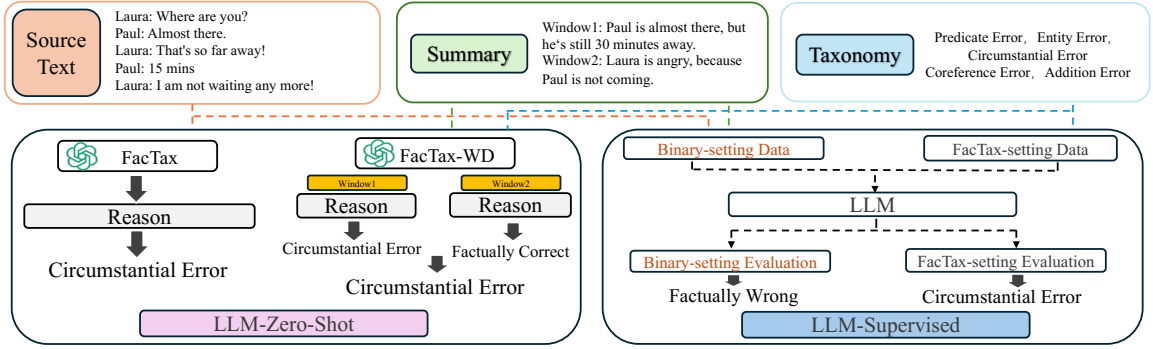 Source
Text
Laura: Where are you?
Paul: Almost there.
Laura: That's so far away!
Paul: 15 mins
Laura: I am not waiting any more!
Summary
Window1: Paul is almost there, but
he‘s still 30 minutes away.
Window2: Laura is angry, because
Paul is not coming.
Taxonomy
Predicate Error， Entity Error，
Circumstantial Error
Coreference Error， Addition Error
FacTax
Reason
Circumstantial Error
FacTax-WD
Window1
Window2
Reason
Reason
Circumstantial Error
Factually Correct
Circumstantial Error
LLM-Zero-Shot
Binary-setting Data
FacTax-setting Data
LLM
Binary-setting Evaluation
FacTax-setting Evaluation
Factually Wrong
Circumstantial Error
LLM-Supervised